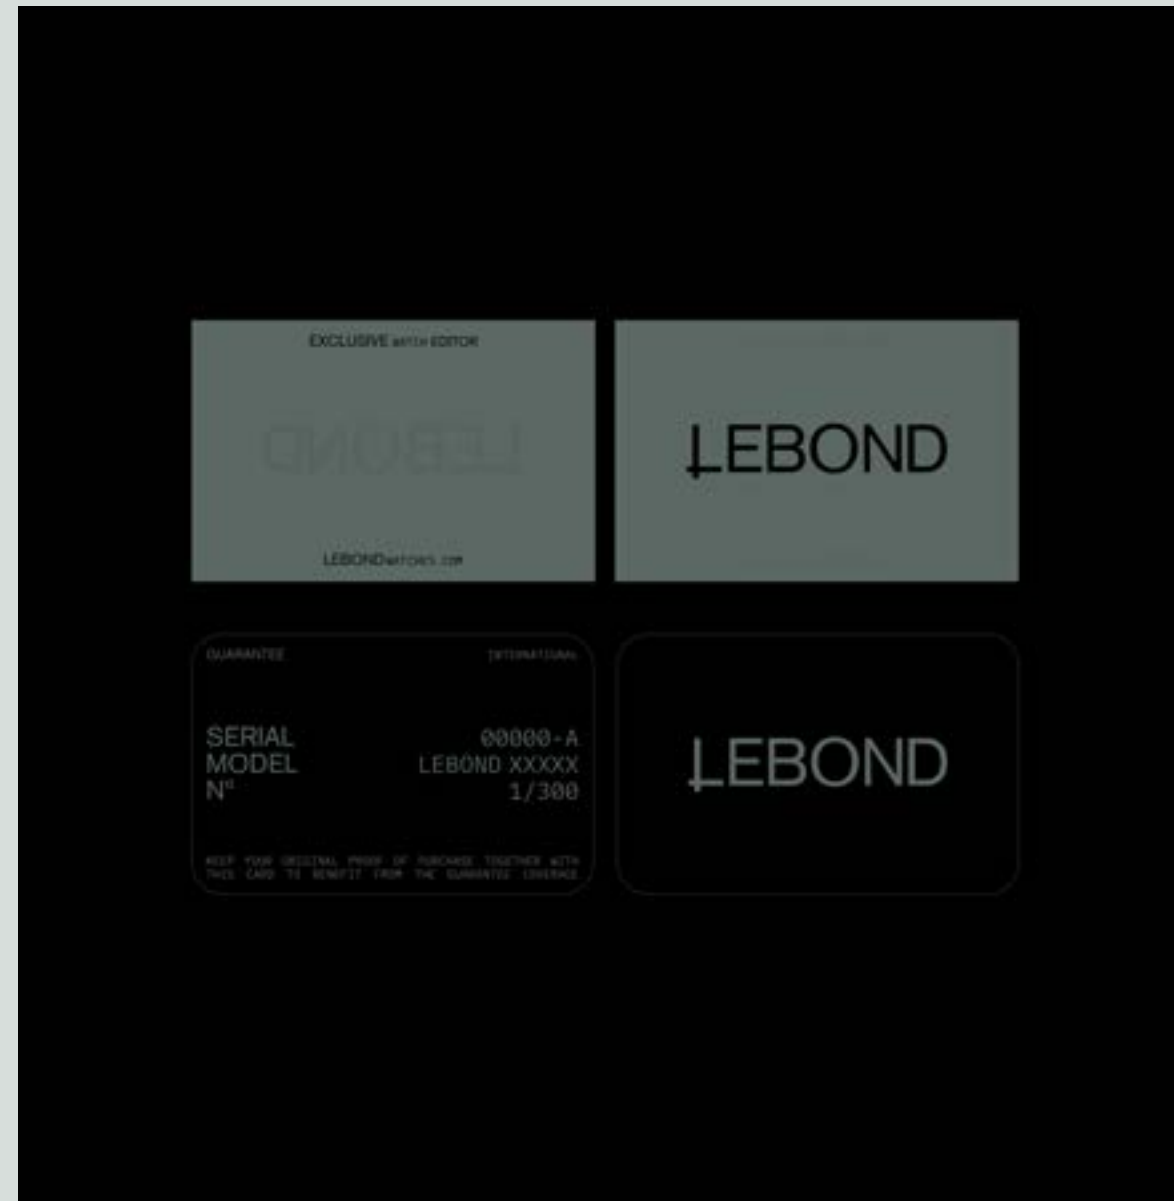 EXCLUSIVE WATCH EDITOR
LEBOND
LEBONDWATCHES.COM
LEBOND
GUARANTEE INTERNATIONAL
SERIAL 00000-A
MODEL LEBOND XXXXX
Nº 1/300
KEEP YOUR ORIGINAL PROOF OF PURCHASE TOGETHER WITH
THIS CARD TO BENEFIT FROM THE GUARANTEE COVERAGE
LEBOND